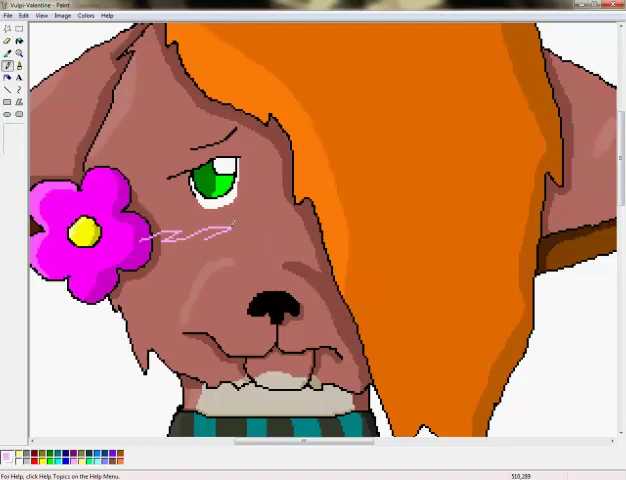 Vulpi-Valentine - Paint
File Edit View Image Colors Help
A
For Help, click Help Topics on the Help Menu. 510,289